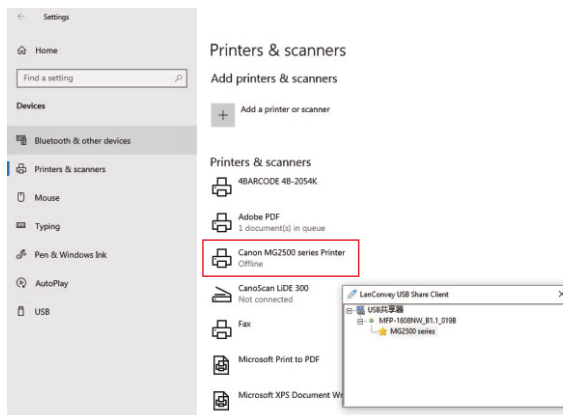 Settings
Home
Find a setting
Devices
Bluetooth & other devices
Printers & scanners
Mouse
Typing
Pen & Windows Ink
AutoPlay
USB
Printers & scanners
Add printers & scanners
Add a printer or scanner
Printers & scanners
4BARCODE 4B-2054K
Adobe PDF
1 document(s) in queue
Canon MG2500 series Printer
Offline
CanoScan LiDE 300
Not connected
Fax
Microsoft Print to PDF
Microsoft XPS Document Wr
LanConvey USB Share Client
USB共享器
MFP-1608NW_B1.1_019B
MG2500 series